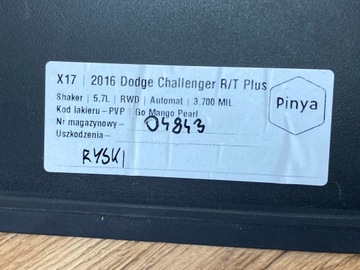 X17 | 2016 Dodge Challenger R/T Plus
Shaker | 5.7L | RWD | Automat | 3.700 MIL
Kod lakieru – PVP | Go Mango Pearl
Nr magazynowy – 04843
Uszkodzenia –
RYSKI
Pinya